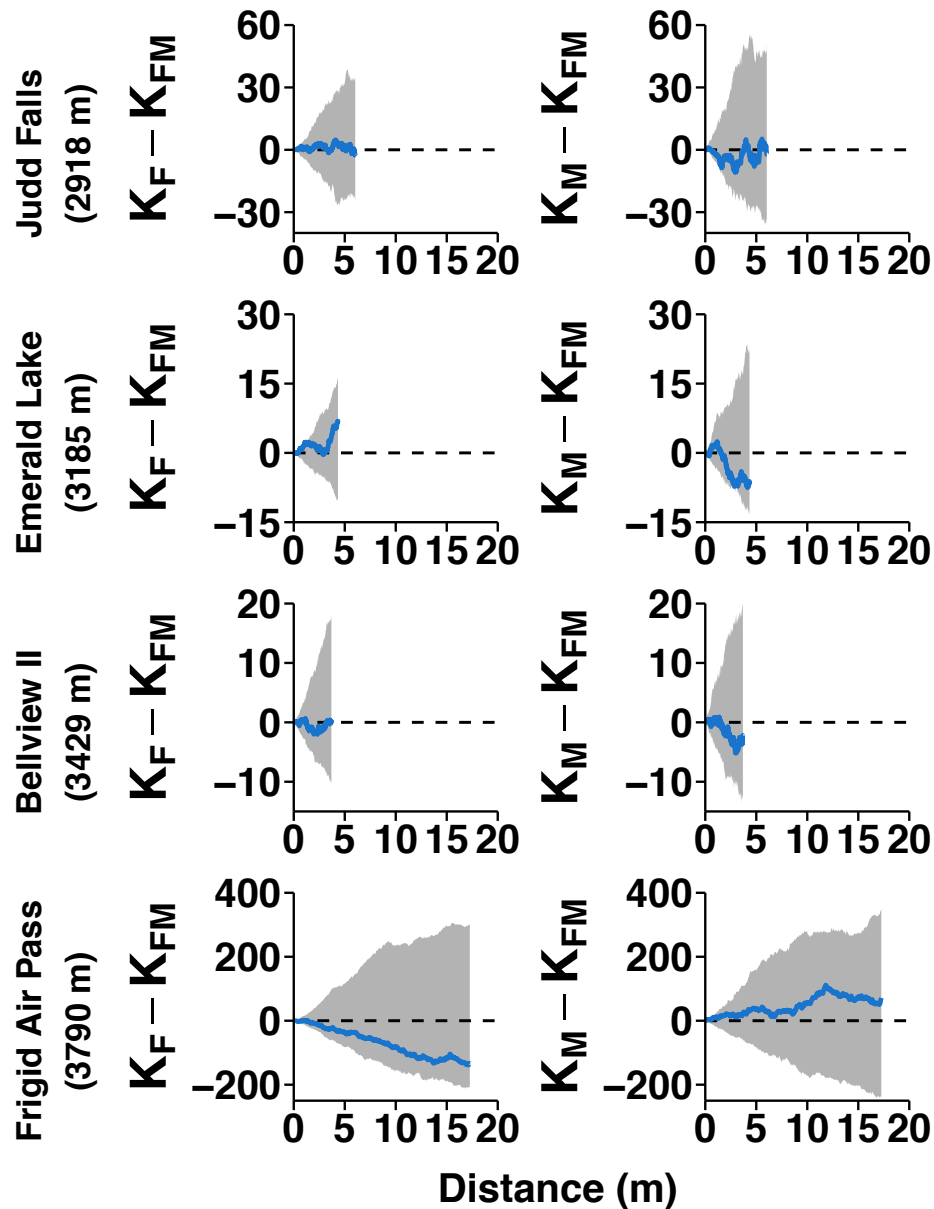 Judd Falls
(2918 m)
K_F − K_FM
60
30
0
−30
0 5 10 15 20
K_M − K_FM
60
30
0
−30
0 5 10 15 20
Emerald Lake
(3185 m)
K_F − K_FM
30
15
0
−15
0 5 10 15 20
K_M − K_FM
30
15
0
−15
0 5 10 15 20
Bellview II
(3429 m)
K_F − K_FM
20
10
0
−10
0 5 10 15 20
K_M − K_FM
20
10
0
−10
0 5 10 15 20
Frigid Air Pass
(3790 m)
K_F − K_FM
400
200
0
−200
0 5 10 15 20
K_M − K_FM
400
200
0
−200
0 5 10 15 20
Distance (m)